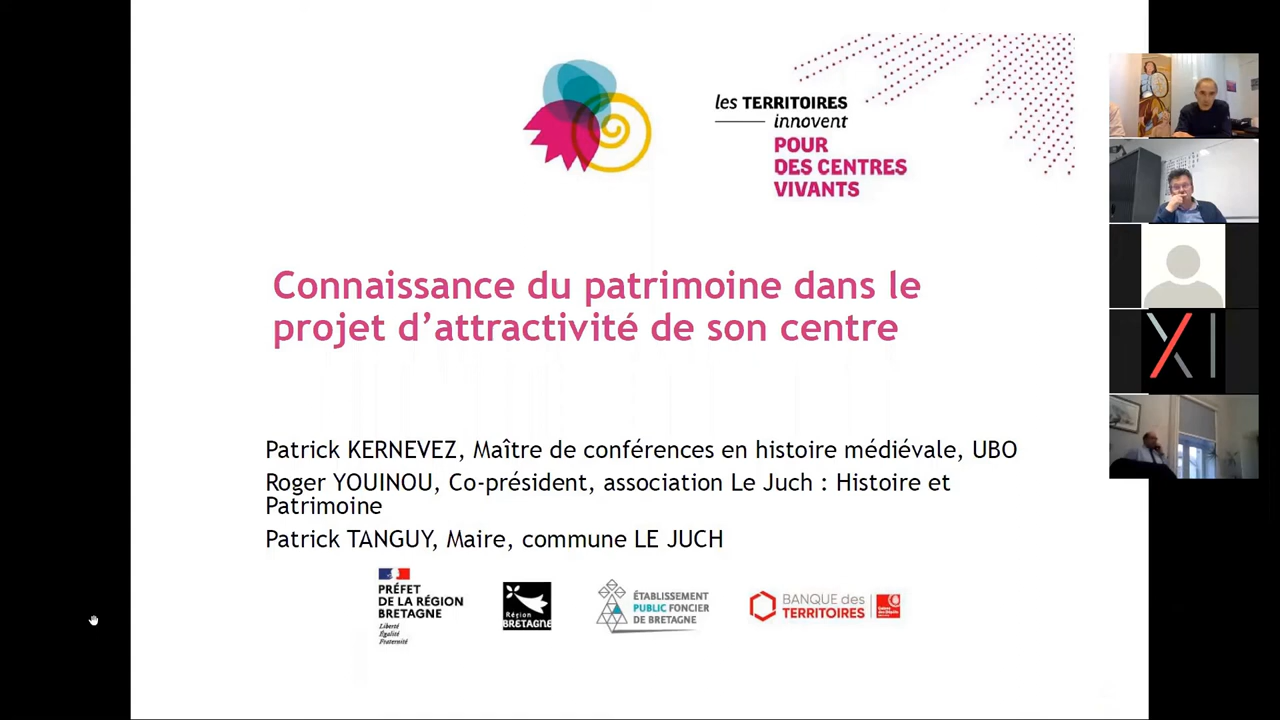 les TERRITOIRES
innovent
POUR
DES CENTRES
VIVANTS
Connaissance du patrimoine dans le
projet d’attractivité de son centre
Patrick KERNEVEZ, Maître de conférences en histoire médiévale, UBO
Roger YOUINOU, Co-président, association Le Juch : Histoire et
Patrimoine
Patrick TANGUY, Maire, commune LE JUCH
PRÉFET
DE LA RÉGION
BRETAGNE
Liberté
Égalité
Fraternité
Région
BRETAGNE
ÉTABLISSEMENT
PUBLIC FONCIER
DE BRETAGNE
BANQUE des
TERRITOIRES
XI